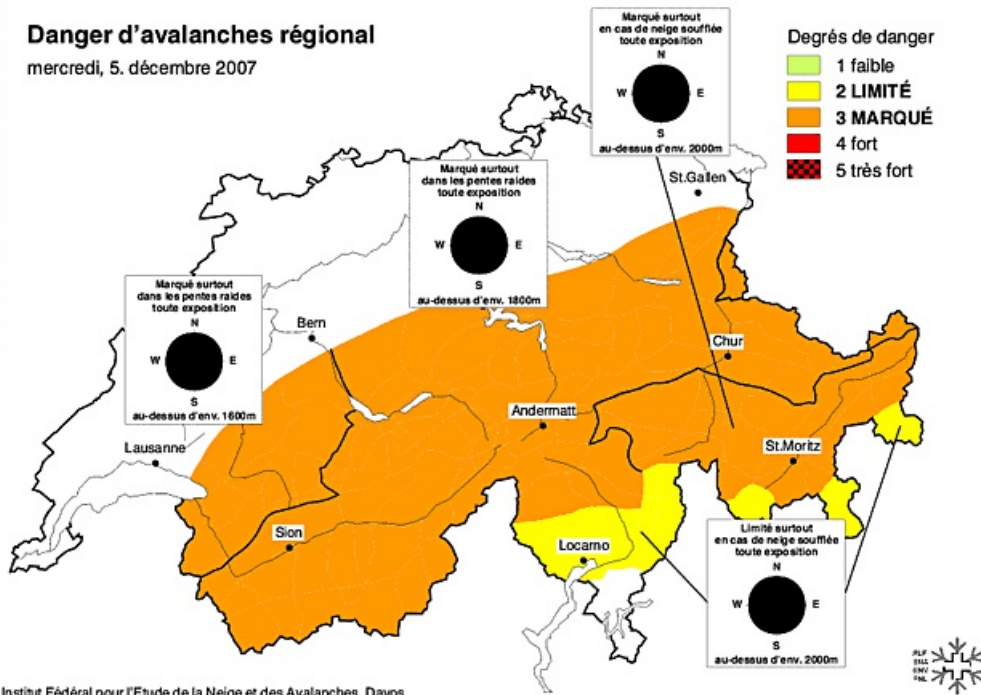 Danger d'avalanches régional
mercredi, 5. décembre 2007
Marqué surtout
en cas de neige soufflée
toute exposition
N
W E
S
au-dessus d'env. 2000m
Degrés de danger
1 faible
2 LIMITÉ
3 MARQUÉ
4 fort
5 très fort
Marqué surtout
dans les pentes raides
toute exposition
N
W E
S
au-dessus d'env. 1800m
St.Gallen
Marqué surtout
dans les pentes raides
toute exposition
N
W E
S
au-dessus d'env. 1600m
Bern
Chur
Andermatt
Lausanne
St.Moritz
Sion
Locarno
Limité surtout
en cas de neige soufflée
toute exposition
N
W E
S
au-dessus d'env. 2000m
Institut Fédéral pour l'Etude de la Neige et des Avalanches, Davos